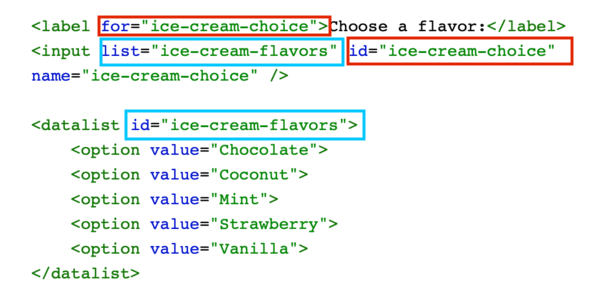 <label for="ice-cream-choice">Choose a flavor:</label>
<input list="ice-cream-flavors" id="ice-cream-choice"
name="ice-cream-choice" />
<datalist id="ice-cream-flavors">
<option value="Chocolate">
<option value="Coconut">
<option value="Mint">
<option value="Strawberry">
<option value="Vanilla">
</datalist>